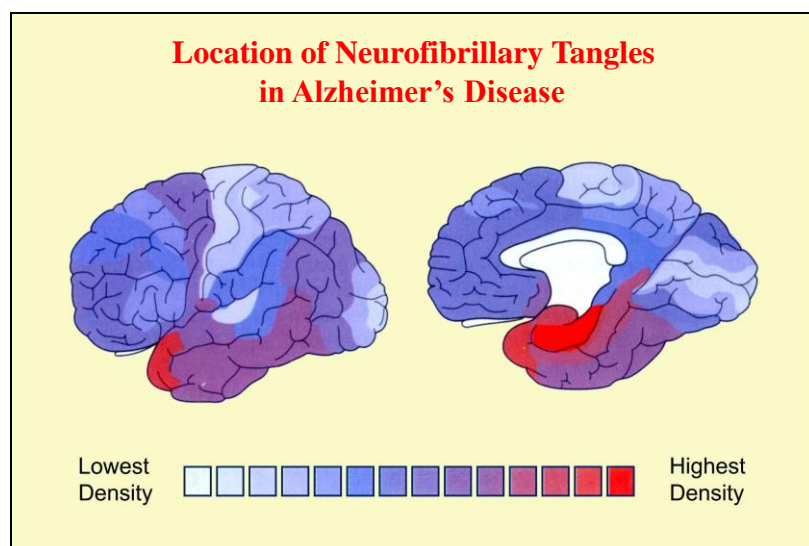 Location of Neurofibrillary Tangles
in Alzheimer’s Disease
Lowest
Density
Highest
Density